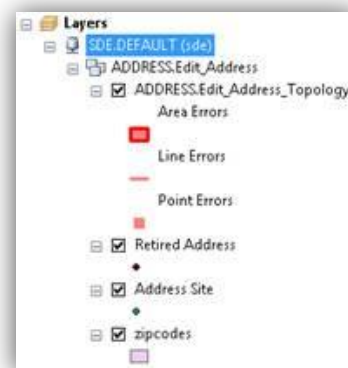 Layers
SDE.DEFAULT (sde)
ADDRESS.Edit_Address
ADDRESS.Edit_Address_Topology
Area Errors
Line Errors
Point Errors
Retired Address
Address Site
zipcodes